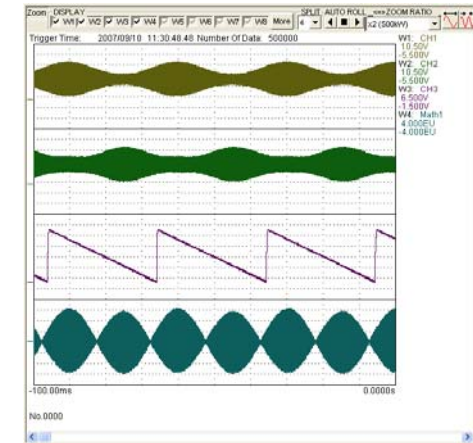 Zoom DISPLAY SPLIT AUTO ROLL <==>ZOOM RATIO
W1 W2 W3 W4 W5 W6 W7 W8 More 4 x2 (500kW)
Trigger Time: 2007/09/10 11:30:48.48 Number Of Data: 500000
W1: CH1
10.50V
-5.500V
W2: CH2
10.50V
-5.500V
W3: CH3
6.500V
-1.500V
W4: Math1
4.000EU
-4.000EU
-100.00ms 0.0000s
No.0000